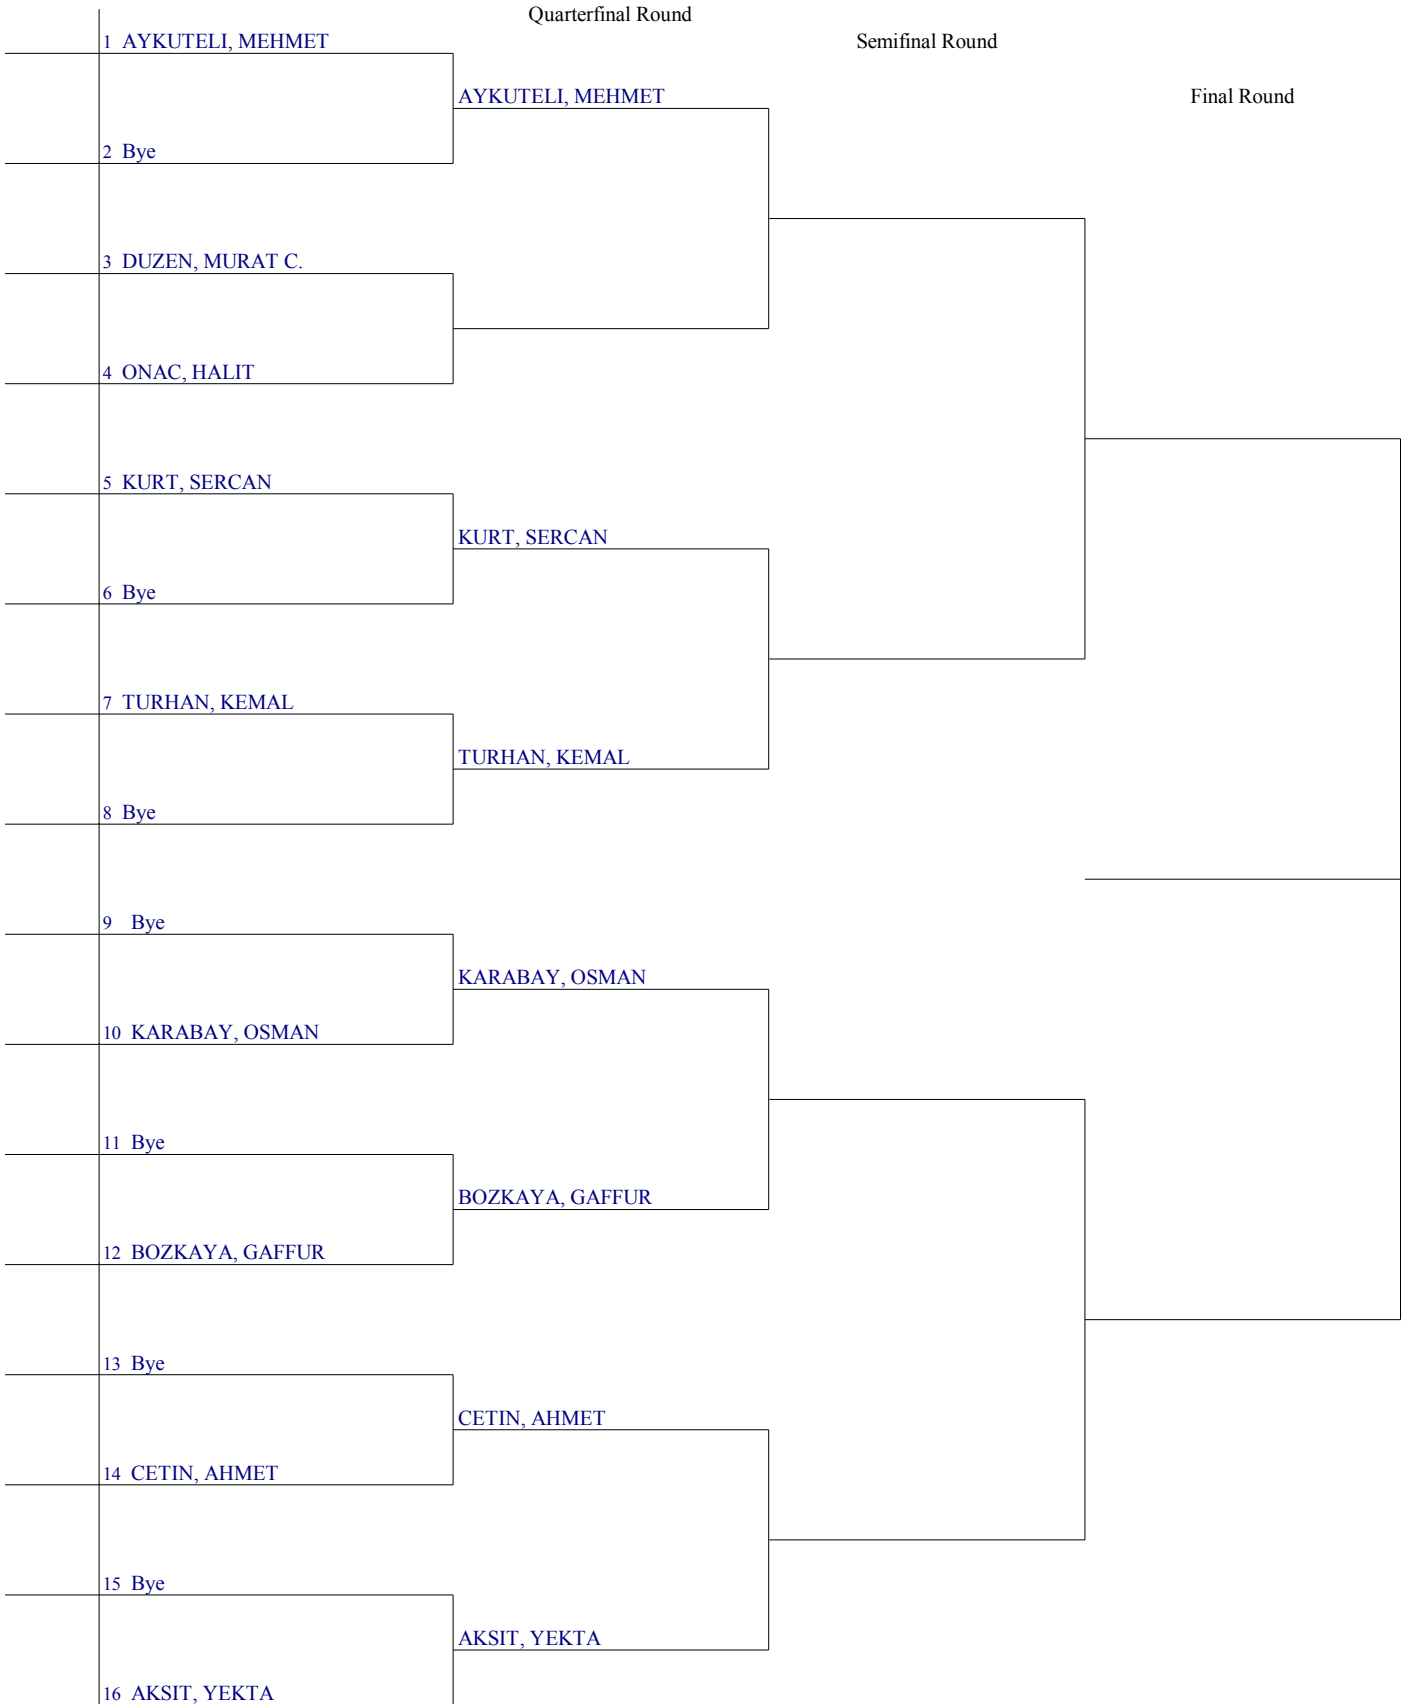 Quarterfinal Round
1 AYKUTELI, MEHMET
Semifinal Round
AYKUTELI, MEHMET
Final Round
2 Bye
3 DUZEN, MURAT C.
4 ONAC, HALIT
5 KURT, SERCAN
KURT, SERCAN
6 Bye
7 TURHAN, KEMAL
TURHAN, KEMAL
8 Bye
9 Bye
KARABAY, OSMAN
10 KARABAY, OSMAN
11 Bye
BOZKAYA, GAFFUR
12 BOZKAYA, GAFFUR
13 Bye
CETIN, AHMET
14 CETIN, AHMET
15 Bye
AKSIT, YEKTA
16 AKSIT, YEKTA